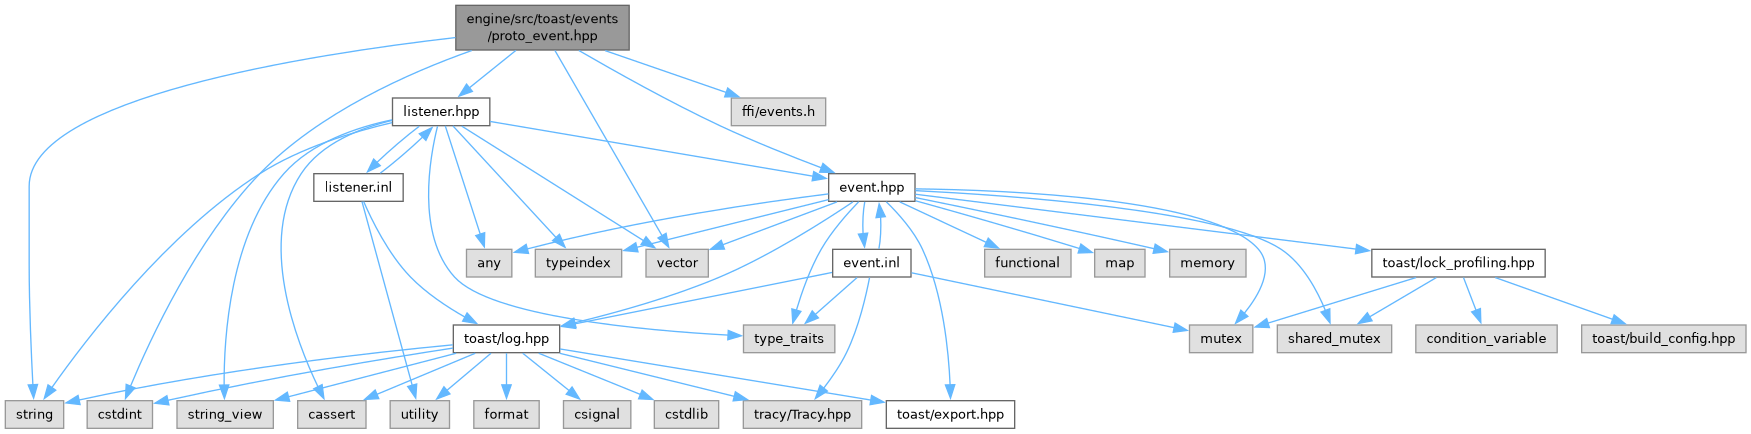 engine/src/toast/events
/proto_event.hpp
listener.hpp
ffi/events.h
listener.inl
event.hpp
any
typeindex
vector
event.inl
functional
map
memory
toast/lock_profiling.hpp
toast/log.hpp
type_traits
mutex
shared_mutex
condition_variable
toast/build_config.hpp
string
cstdint
string_view
cassert
utility
format
csignal
cstdlib
tracy/Tracy.hpp
toast/export.hpp